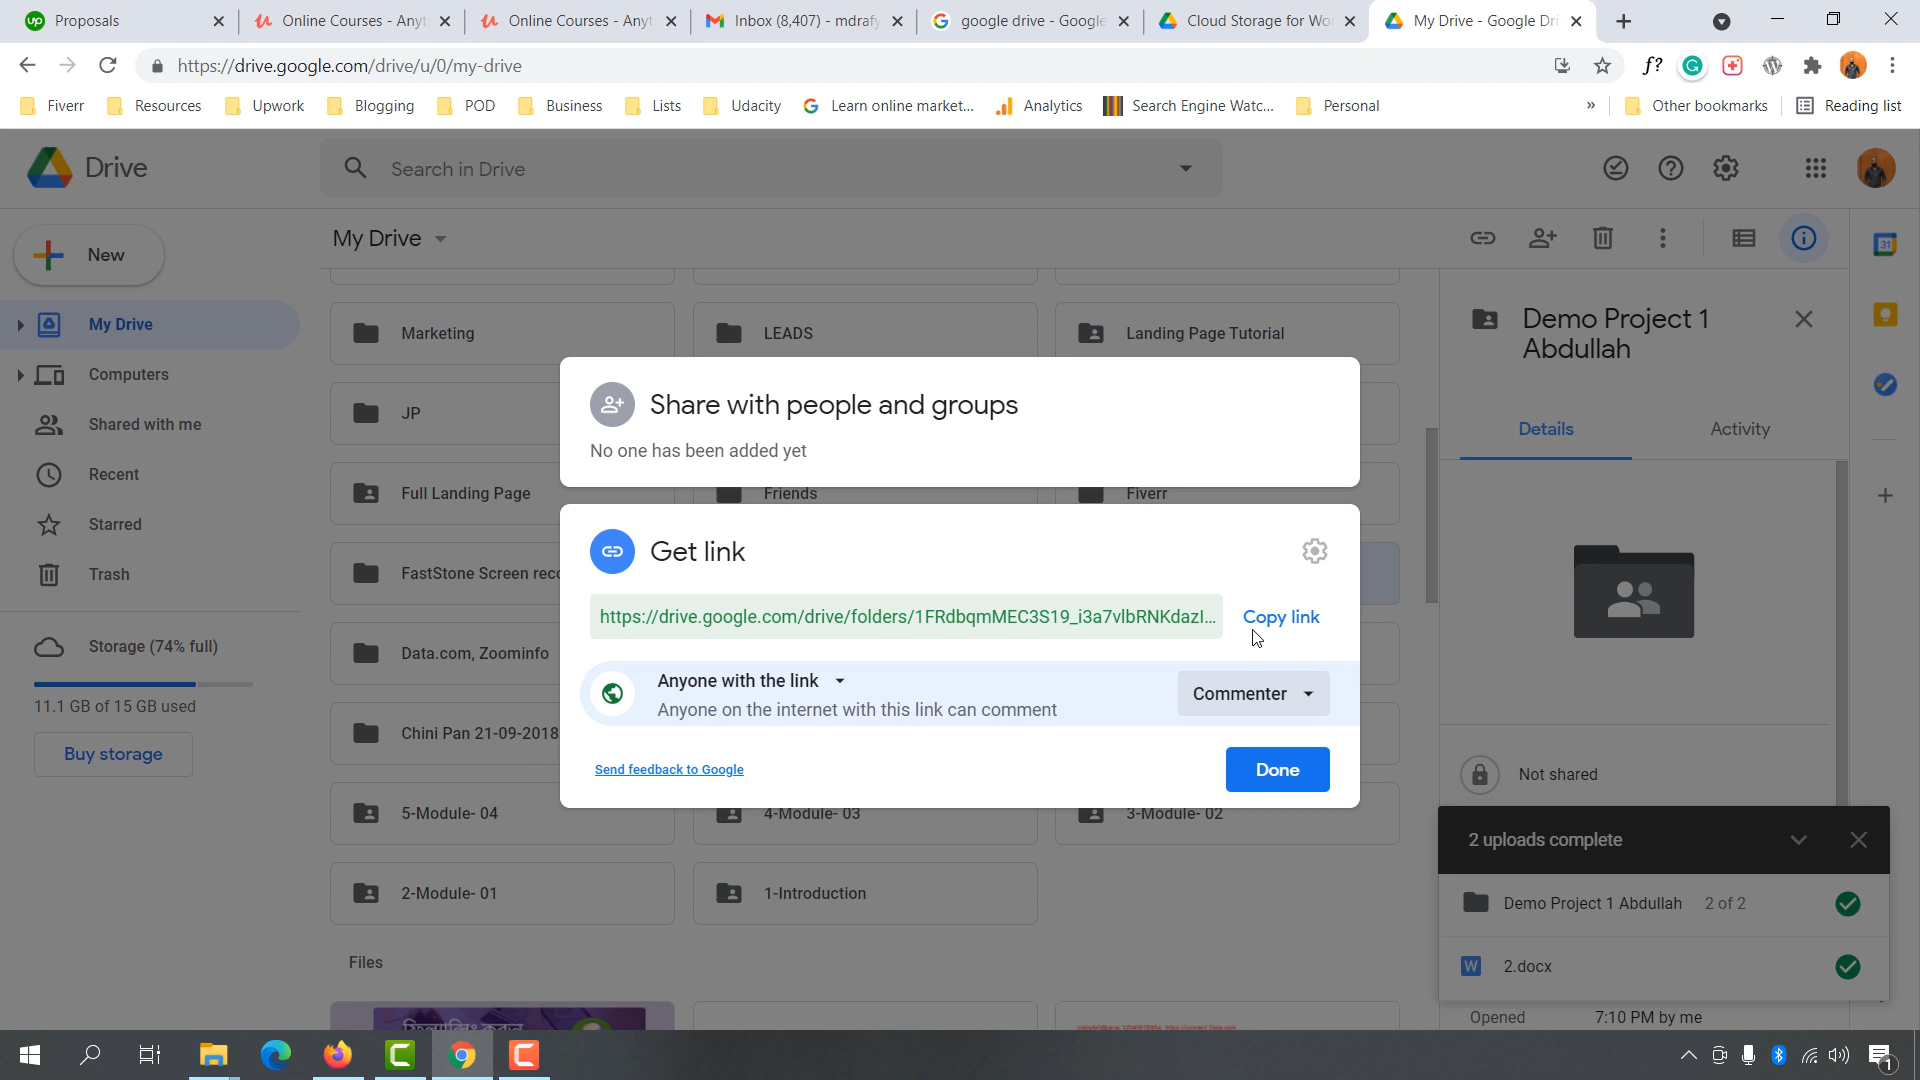 Proposals
Online Courses - Anyt
Online Courses - Anyt
Inbox (8,407) - mdrafy
google drive - Google
Cloud Storage for Wor
My Drive - Google Dri
https://drive.google.com/drive/u/0/my-drive
f?
Fiverr
Resources
Upwork
Blogging
POD
Business
Lists
Udacity
Learn online market...
Analytics
Search Engine Watc...
Personal
»
Other bookmarks
Reading list
Drive
Search in Drive
New
My Drive
My Drive
Computers
Shared with me
Recent
Starred
Trash
Storage (74% full)
11.1 GB of 15 GB used
Buy storage
Marketing
LEADS
Landing Page Tutorial
JP
Full Landing Page
Friends
Fiverr
FastStone Screen reco
Data.com, Zoominfo
Chini Pan 21-09-2018
5-Module- 04
4-Module- 03
3-Module- 02
2-Module- 01
1-Introduction
Files
Share with people and groups
No one has been added yet
Get link
https://drive.google.com/drive/folders/1FRdbqmMEC3S19_i3a7vlbRNKdazI...
Copy link
Anyone with the link
Anyone on the internet with this link can comment
Commenter
Send feedback to Google
Done
Demo Project 1
Abdullah
Details
Activity
Not shared
2 uploads complete
Demo Project 1 Abdullah 2 of 2
2.docx
Opened 7:10 PM by me
31
1